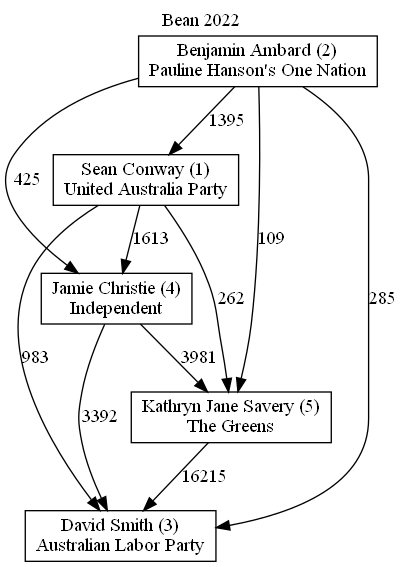 Bean 2022
Benjamin Ambard (2)
Pauline Hanson's One Nation
1395
Sean Conway (1)
United Australia Party
425
1613
109
Jamie Christie (4)
Independent
262
285
983
3981
3392
Kathryn Jane Savery (5)
The Greens
16215
David Smith (3)
Australian Labor Party